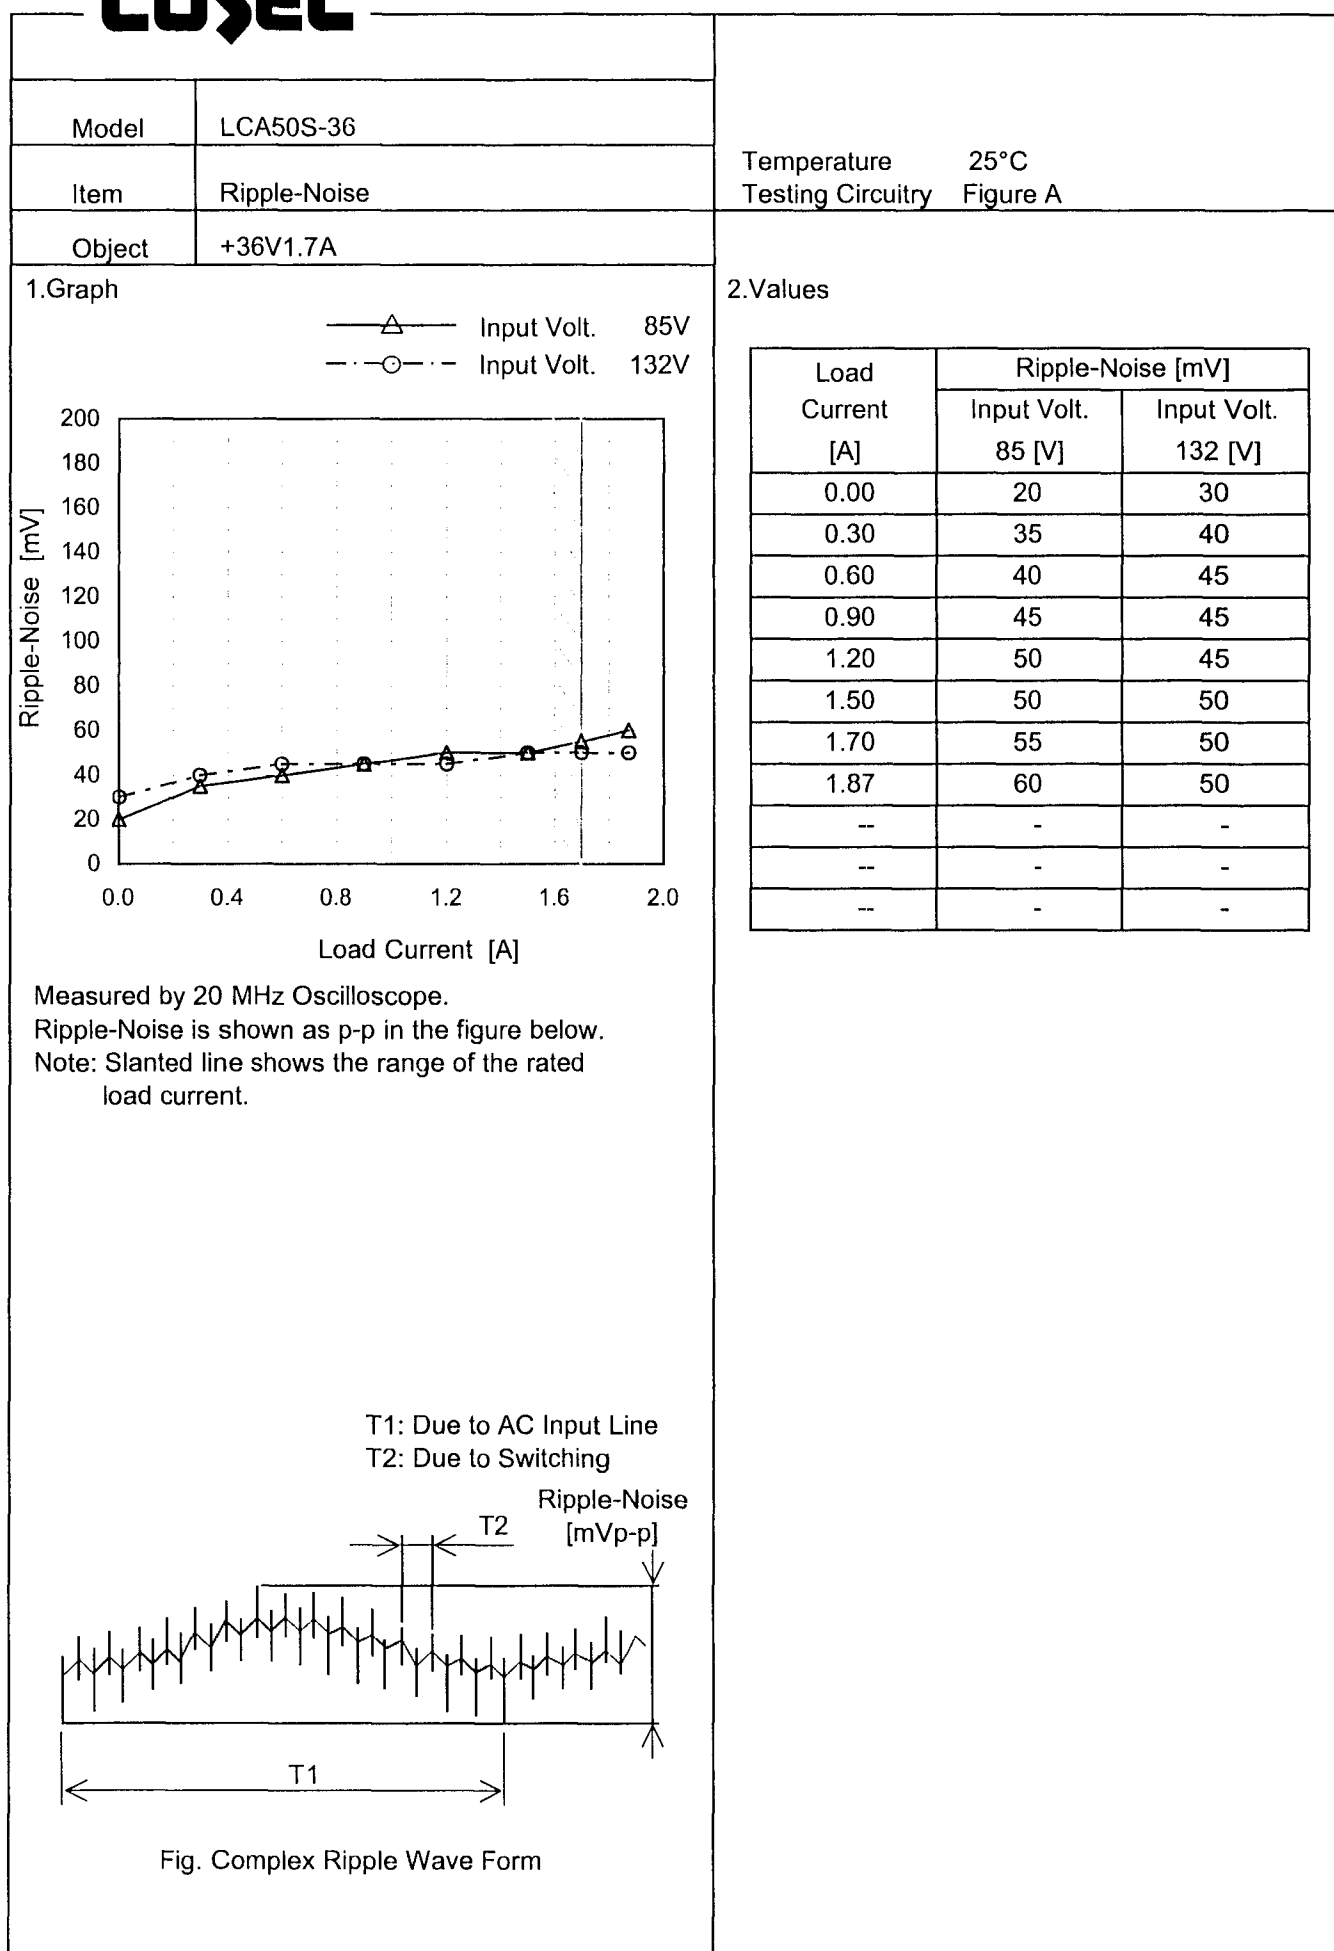 COSEL
Model LCA50S-36
Item Ripple-Noise
Object +36V1.7A
Temperature 25°C
Testing Circuitry Figure A
1.Graph
Input Volt. 85V
Input Volt. 132V
200
180
160
140
120
100
80
60
40
20
0
Ripple-Noise [mV]
0.0 0.4 0.8 1.2 1.6 2.0
Load Current [A]
Measured by 20 MHz Oscilloscope.
Ripple-Noise is shown as p-p in the figure below.
Note: Slanted line shows the range of the rated
load current.
T1: Due to AC Input Line
T2: Due to Switching
Ripple-Noise
[mVp-p]
T2
T1
Fig. Complex Ripple Wave Form
2.Values
Load Ripple-Noise [mV]
Current Input Volt. Input Volt.
[A] 85 [V] 132 [V]
0.00 20 30
0.30 35 40
0.60 40 45
0.90 45 45
1.20 50 45
1.50 50 50
1.70 55 50
1.87 60 50
-- - -
-- - -
-- - -